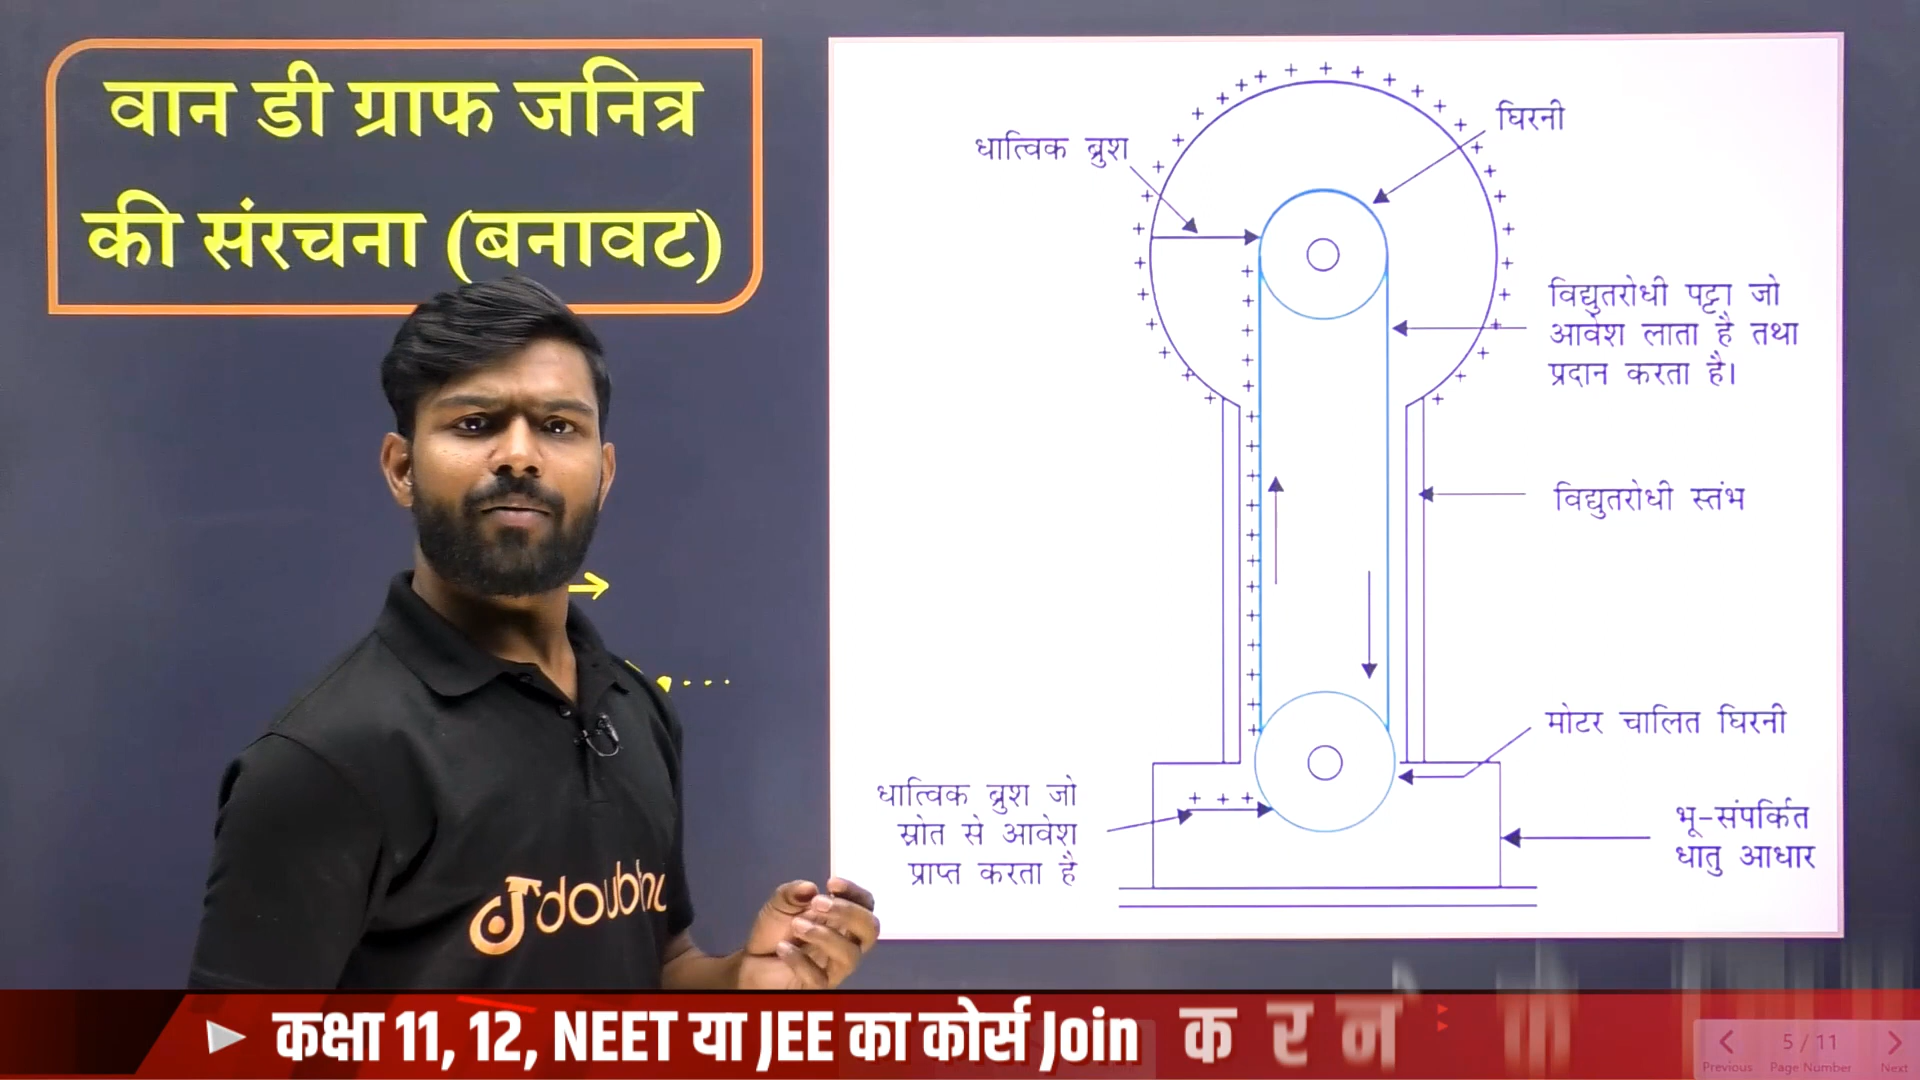 वान डी ग्राफ जनित्र
की संरचना (बनावट)
धात्विक ब्रुश
घिरनी
विद्युतरोधी पट्टा जो
आवेश लाता है तथा
प्रदान करता है।
विद्युतरोधी स्तंभ
मोटर चालित घिरनी
धात्विक ब्रुश जो
स्रोत से आवेश
प्राप्त करता है
भू-संपर्कित
धातु आधार
कक्षा 11, 12, NEET या JEE का कोर्स Join
क र न
5 / 11
Previous Page Number Next